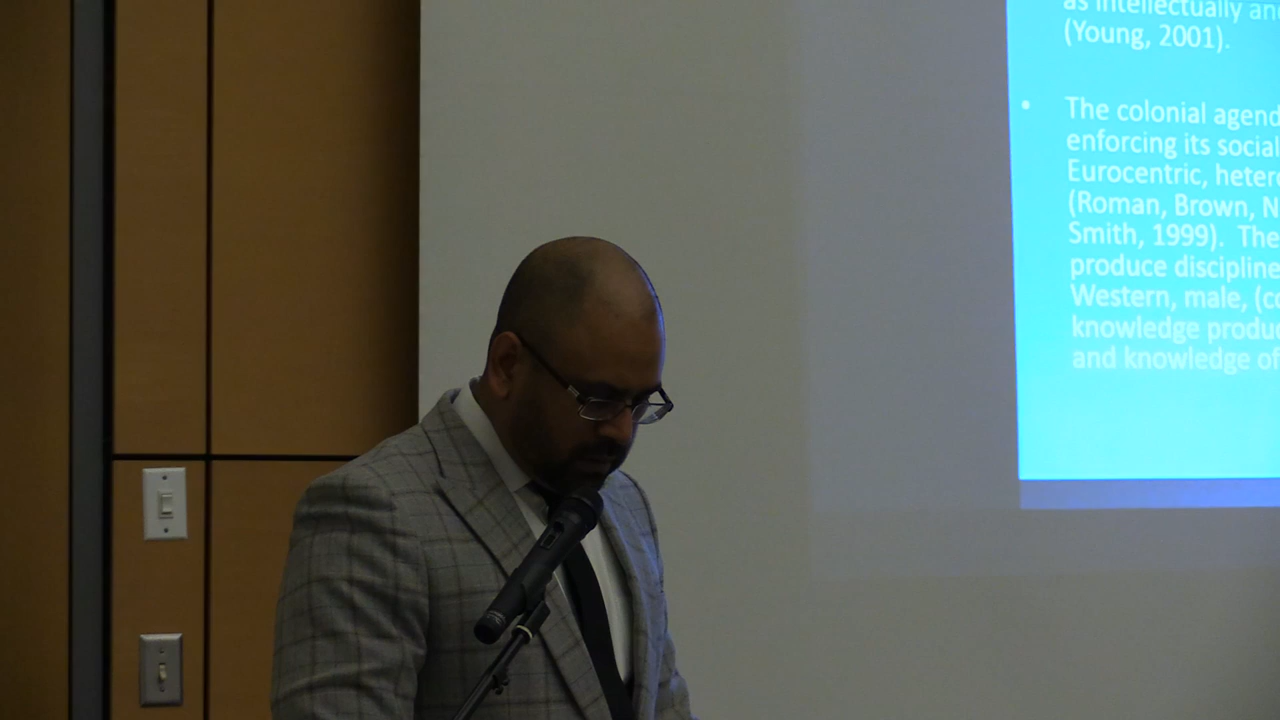 as intellectually and
(Young, 2001).
• The colonial agend
enforcing its social
Eurocentric, hetero
(Roman, Brown, N
Smith, 1999). The
produce discipline
Western, male, (co
knowledge produc
and knowledge of